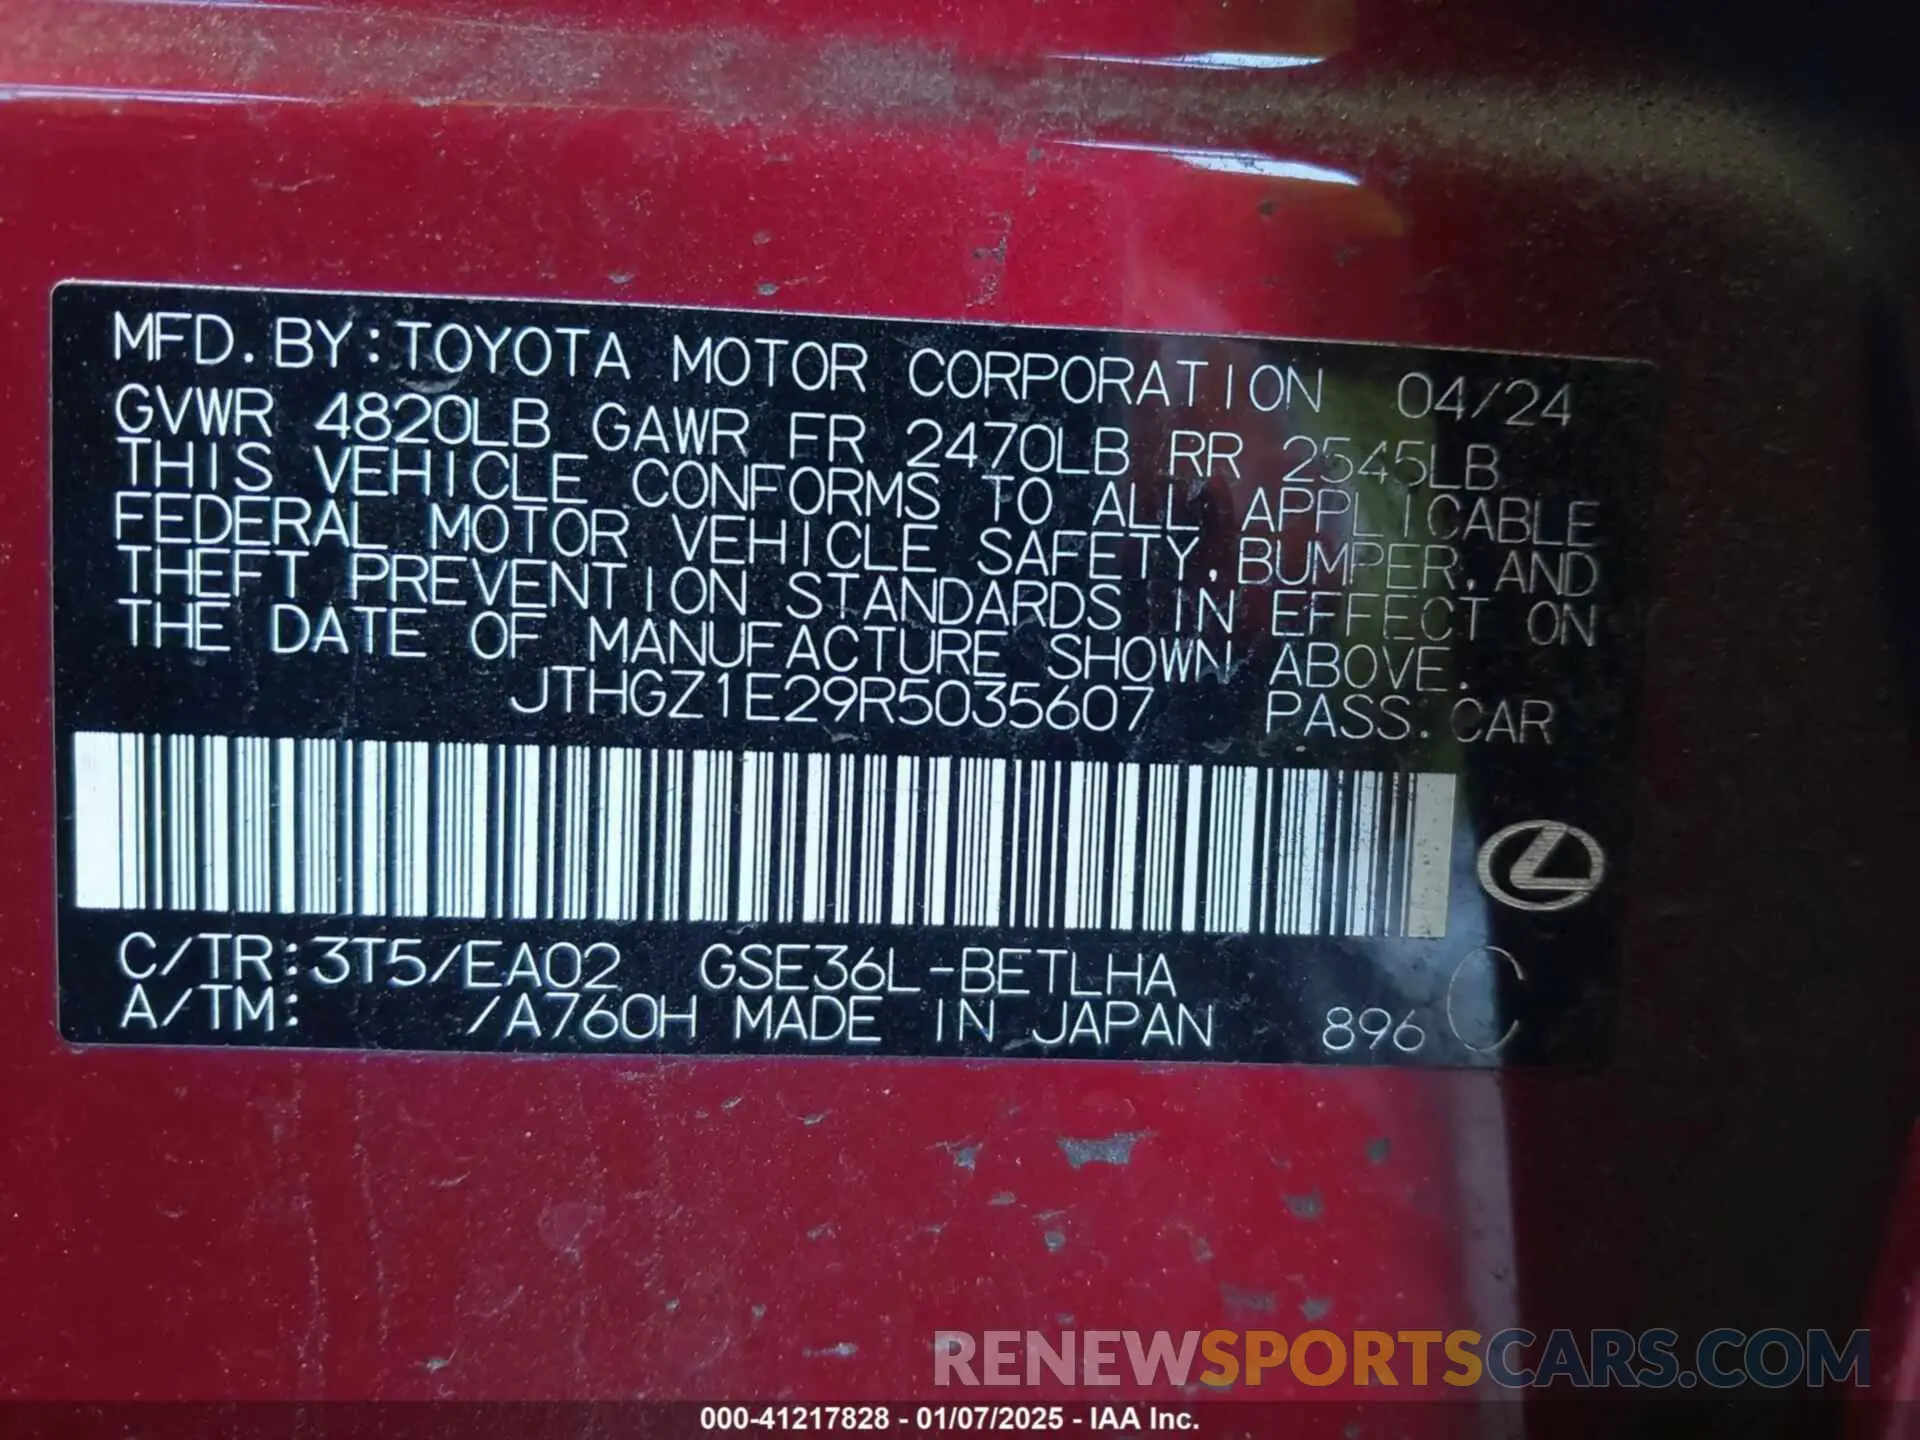 MFD. BY: TOYOTA MOTOR CORPORATION 04/24
GVWR 4820LB GAWR FR 2470LB RR 2545LB
THIS VEHICLE CONFORMS TO ALL APPLICABLE
FEDERAL MOTOR VEHICLE SAFETY, BUMPER, AND
THEFT PREVENTION STANDARDS IN EFFECT ON
THE DATE OF MANUFACTURE SHOWN ABOVE.
JTHGZ1E29R5035607 PASS. CAR
C/TR: 3T5/EA02 GSE36L-BETLHA
A/TM: /A760H MADE IN JAPAN 896 C
RENEWSPORTSCARS.COM
000-41217828 - 01/07/2025 - IAA Inc.